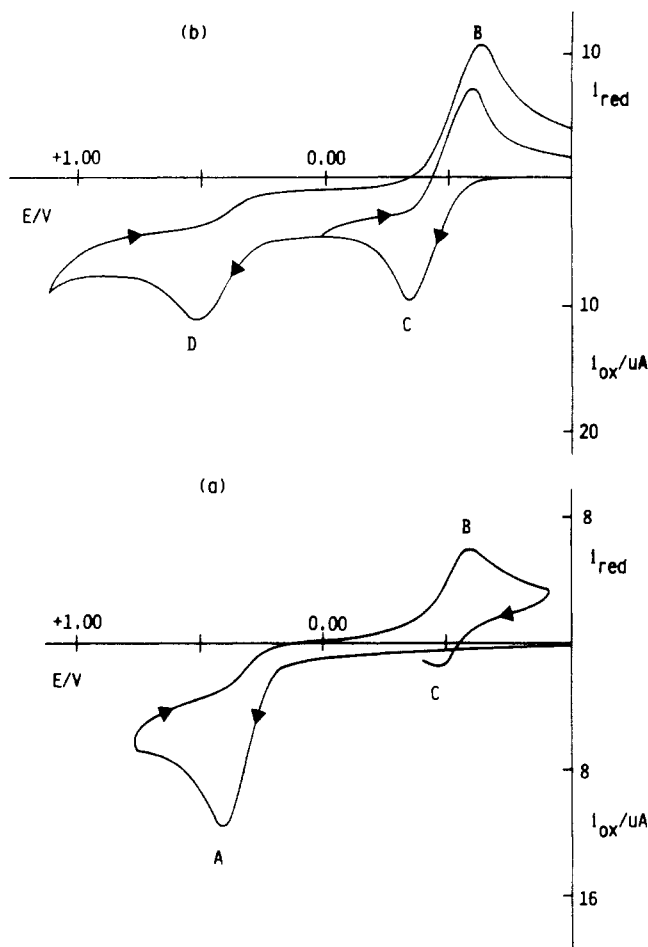 (b)
B
10
i_red
+1.00
0.00
E/V
D
C
10
i_ox/uA
20
(a)
B
8
i_red
+1.00
0.00
E/V
C
8
i_ox/uA
A
16